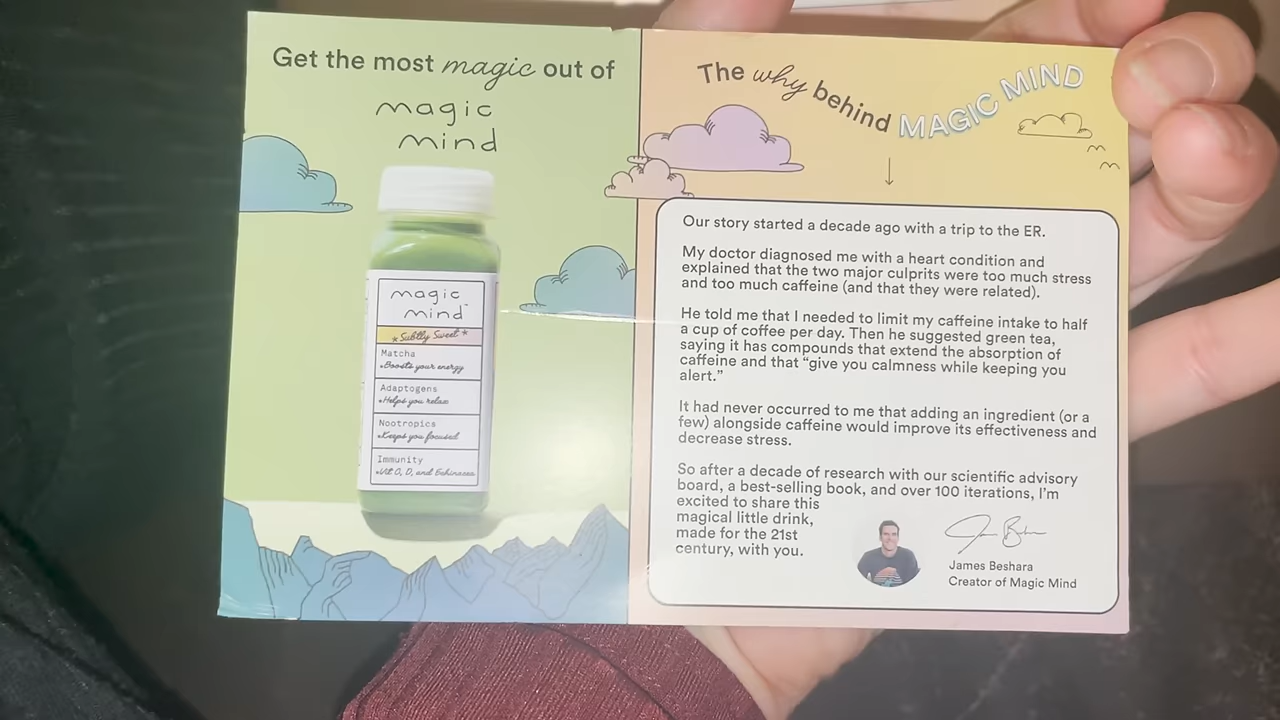 Get the most magic out of
magic
mind
magic
mind™
*Subtly Sweet*
Matcha
•Boosts your energy
Adaptogens
•Helps you relax
Nootropics
•Keeps you focused
Immunity
•Vit C, D, and Echinacea
The why behind MAGIC MIND
Our story started a decade ago with a trip to the ER.
My doctor diagnosed me with a heart condition and
explained that the two major culprits were too much stress
and too much caffeine (and that they were related).
He told me that I needed to limit my caffeine intake to half
a cup of coffee per day. Then he suggested green tea,
saying it has compounds that extend the absorption of
caffeine and that “give you calmness while keeping you
alert.”
It had never occurred to me that adding an ingredient (or a
few) alongside caffeine would improve its effectiveness and
decrease stress.
So after a decade of research with our scientific advisory
board, a best-selling book, and over 100 iterations, I’m
excited to share this
magical little drink,
made for the 21st
century, with you.
James Beshara
Creator of Magic Mind